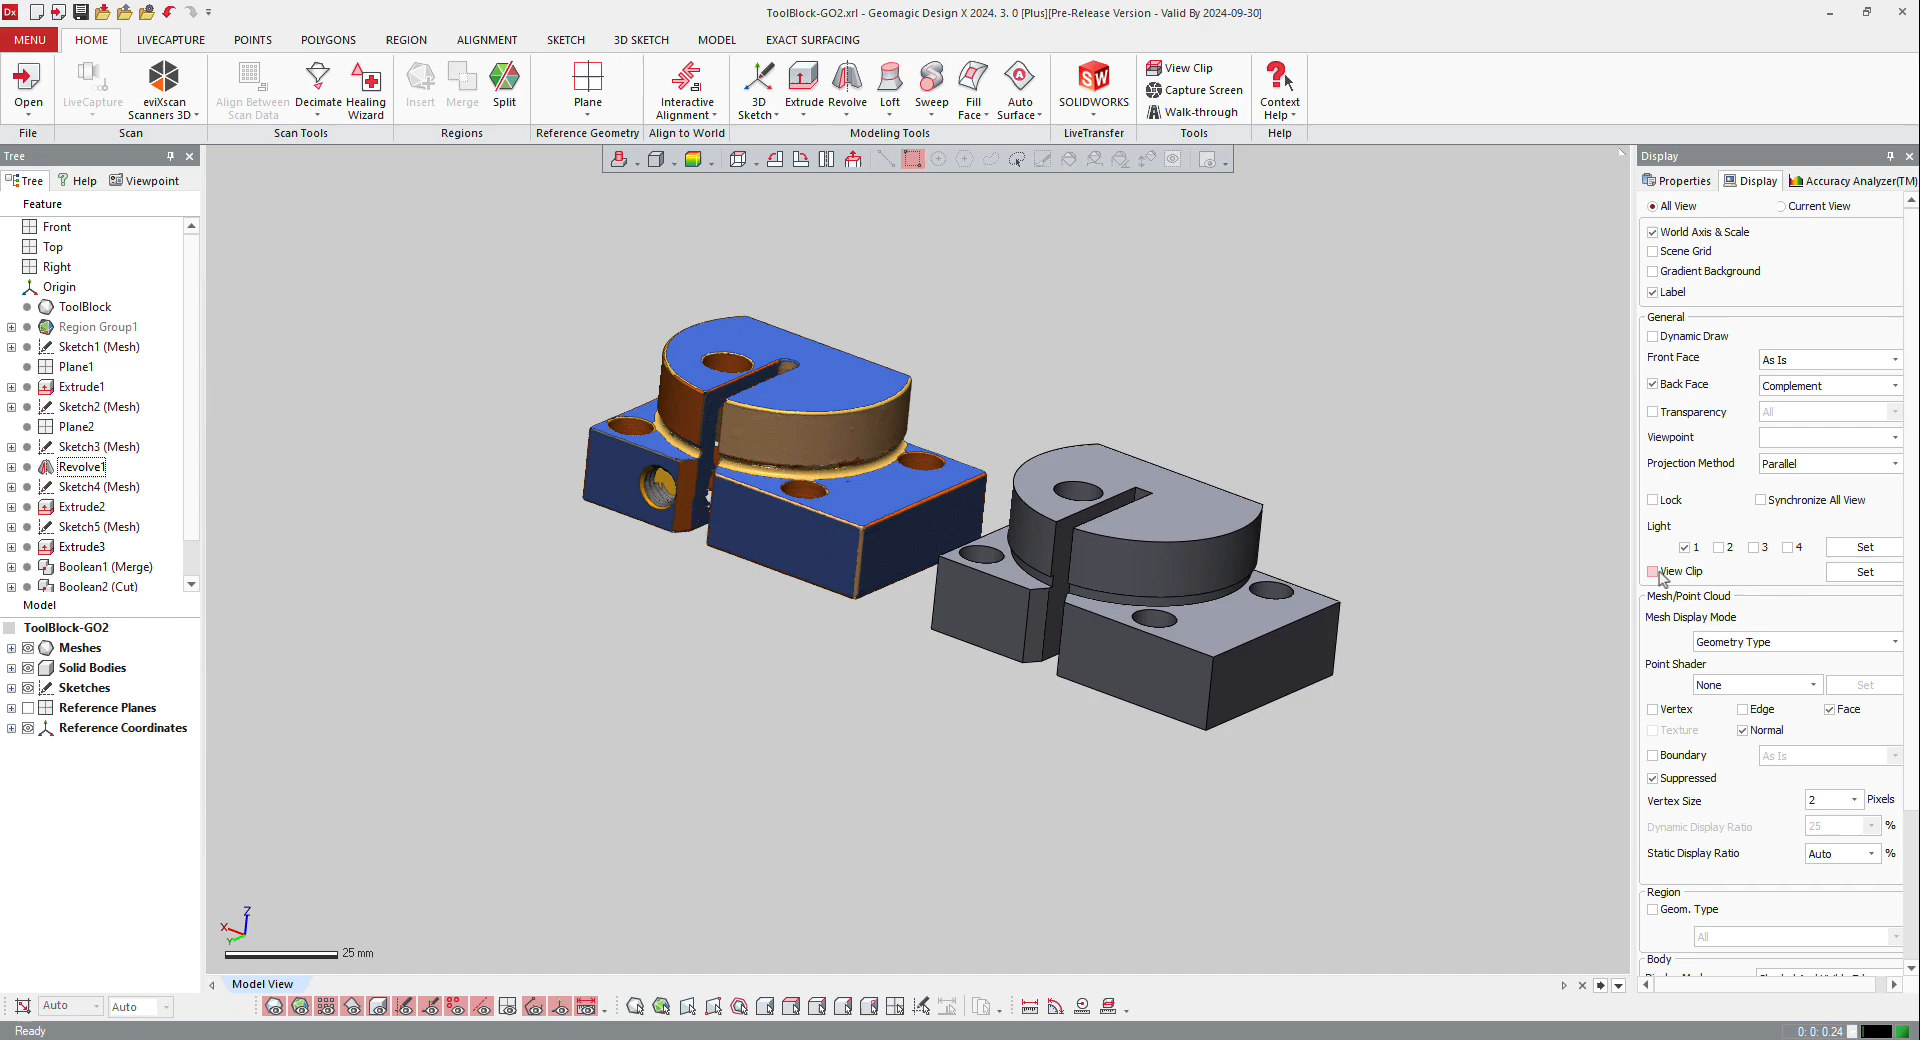 Dx
ToolBlock-GO2.xrl - Geomagic Design X 2024. 3. 0 [Plus][Pre-Release Version - Valid By 2024-09-30]
MENU HOME LIVECAPTURE POINTS POLYGONS REGION ALIGNMENT SKETCH 3D SKETCH MODEL EXACT SURFACING
Open
LiveCapture
eviXscan Scanners 3D
Align Between Scan Data
Decimate
Healing Wizard
Insert
Merge
Split
Plane
Interactive Alignment
3D Sketch
Extrude
Revolve
Loft
Sweep
Fill Face
Auto Surface
SW
SOLIDWORKS
View Clip
Capture Screen
Walk-through
Context Help
File Scan Scan Tools Regions Reference Geometry Align to World Modeling Tools LiveTransfer Tools Help
Tree
Tree Help Viewpoint
Feature
Front
Top
Right
Origin
ToolBlock
Region Group1
Sketch1 (Mesh)
Plane1
Extrude1
Sketch2 (Mesh)
Plane2
Sketch3 (Mesh)
Revolve1
Sketch4 (Mesh)
Extrude2
Sketch5 (Mesh)
Extrude3
Boolean1 (Merge)
Boolean2 (Cut)
Model
ToolBlock-GO2
Meshes
Solid Bodies
Sketches
Reference Planes
Reference Coordinates
Z
X
Y
25 mm
Model View
Display
Properties Display Accuracy Analyzer(TM)
All View Current View
World Axis & Scale
Scene Grid
Gradient Background
Label
General
Dynamic Draw
Front Face As Is
Back Face Complement
Transparency All
Viewpoint
Projection Method Parallel
Lock Synchronize All View
Light
1 2 3 4 Set
View Clip Set
Mesh/Point Cloud
Mesh Display Mode
Geometry Type
Point Shader
None Set
Vertex Edge Face
Texture Normal
Boundary As Is
Suppressed
Vertex Size 2 Pixels
Dynamic Display Ratio 25 %
Static Display Ratio Auto %
Region
Geom. Type
All
Body
Auto Auto
Ready
0: 0: 0.24